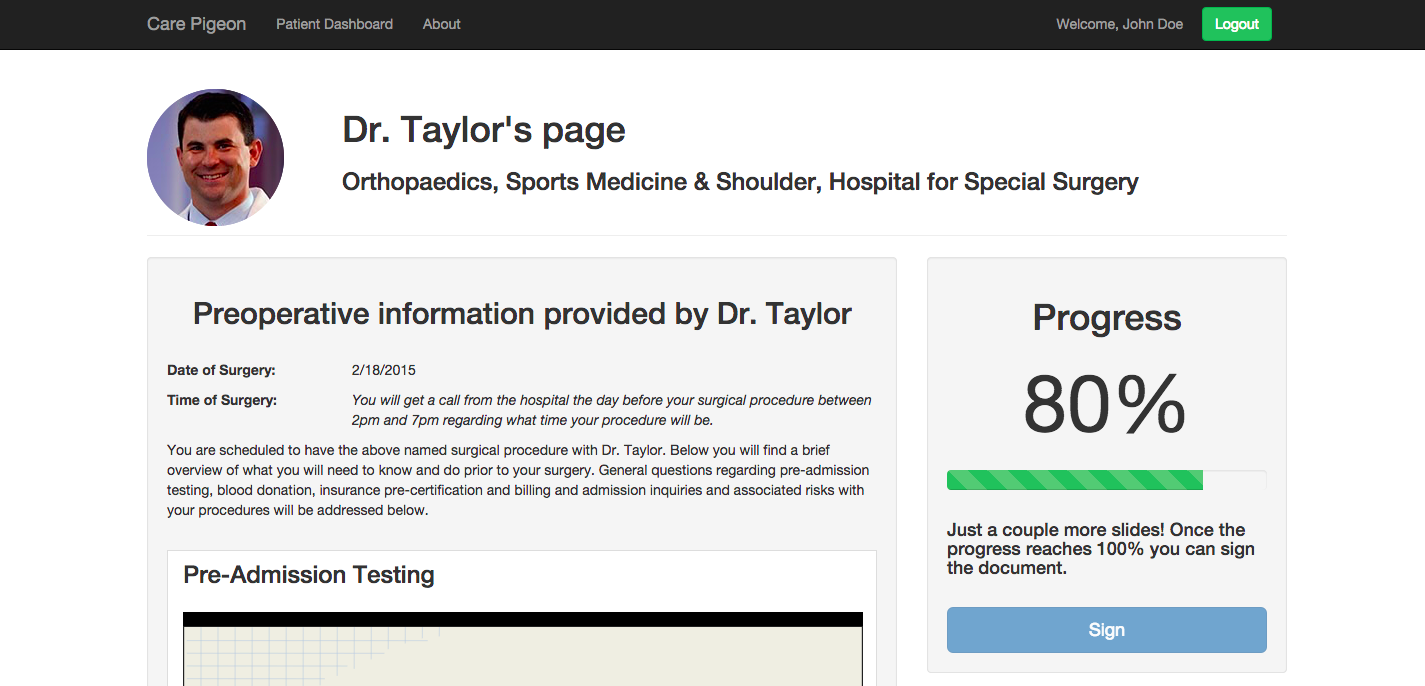 Care Pigeon Patient Dashboard About Welcome, John Doe Logout
Dr. Taylor's page
Orthopaedics, Sports Medicine & Shoulder, Hospital for Special Surgery
Preoperative information provided by Dr. Taylor
Date of Surgery: 2/18/2015
Time of Surgery: You will get a call from the hospital the day before your surgical procedure between
2pm and 7pm regarding what time your procedure will be.
You are scheduled to have the above named surgical procedure with Dr. Taylor. Below you will find a brief
overview of what you will need to know and do prior to your surgery. General questions regarding pre-admission
testing, blood donation, insurance pre-certification and billing and admission inquiries and associated risks with
your procedures will be addressed below.
Pre-Admission Testing
Progress
80%
Just a couple more slides! Once the
progress reaches 100% you can sign
the document.
Sign